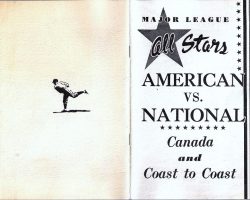 MAJOR LEAGUE
All Stars
AMERICAN
VS.
NATIONAL
Canada
and
Coast to Coast